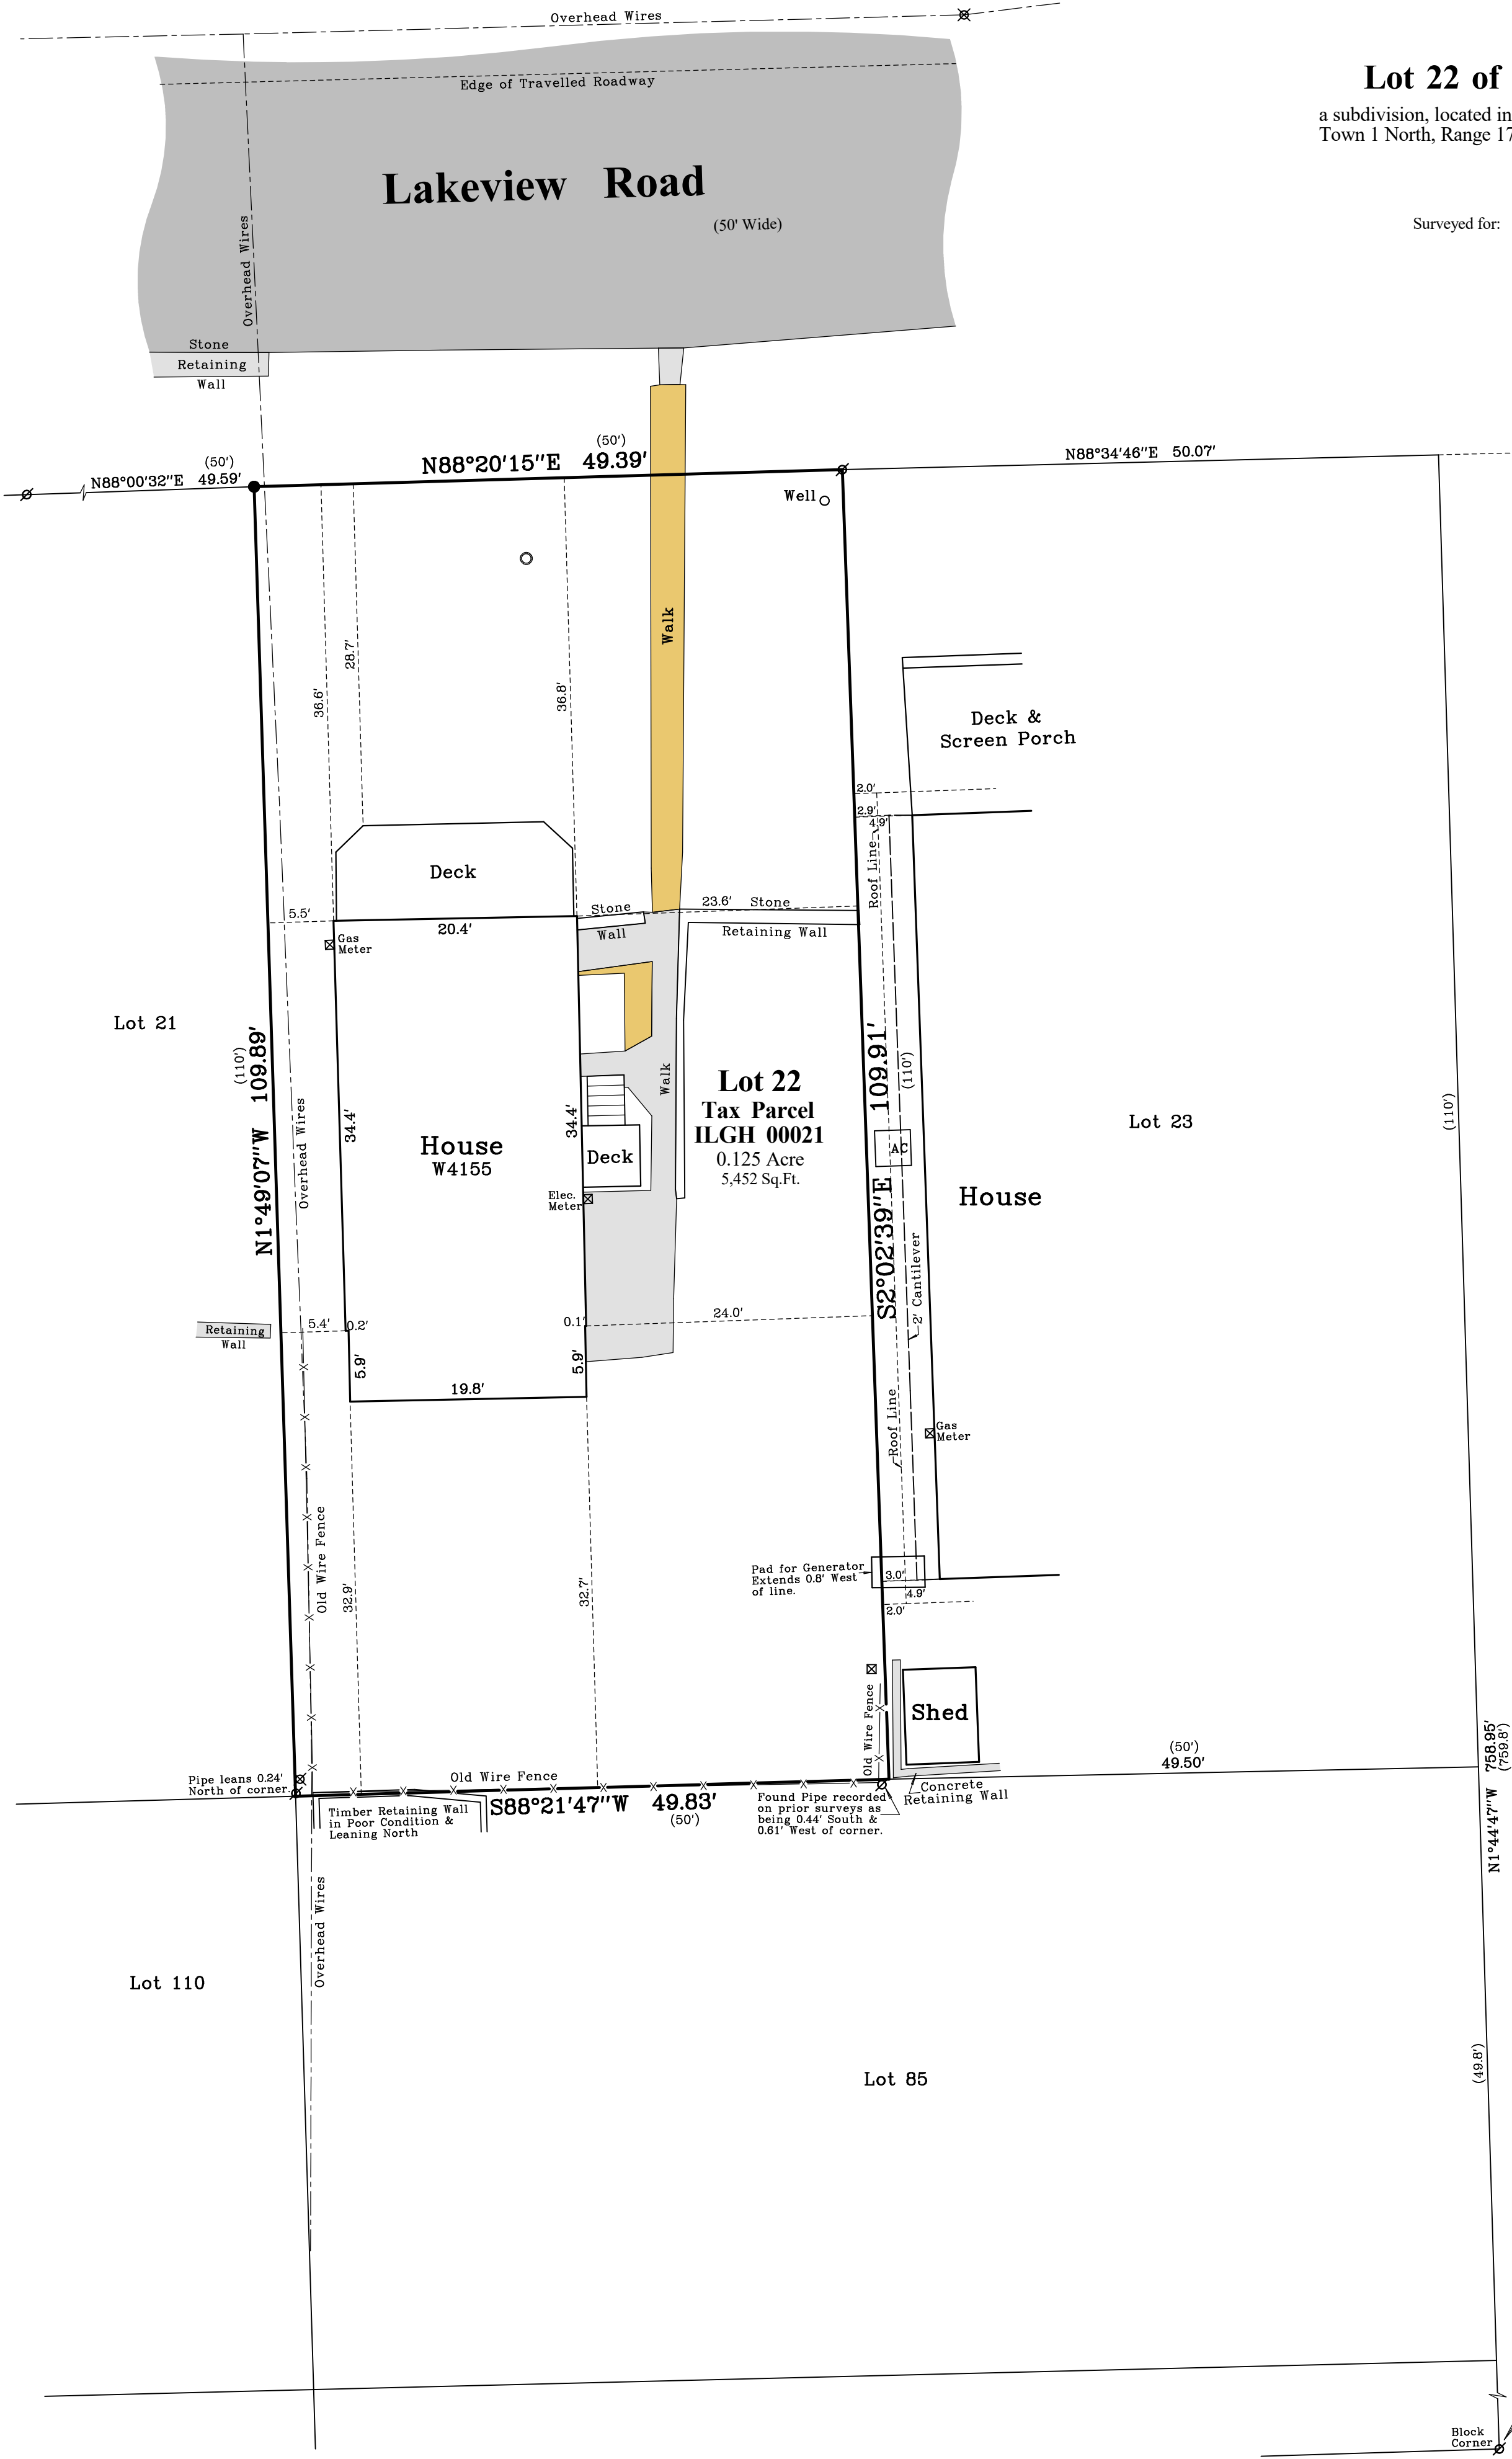 Overhead Wires
Edge of Travelled Roadway
Lot 22 of
a subdivision, located in
Town 1 North, Range 17
Lakeview Road
(50' Wide)
Surveyed for:
Overhead Wires
Stone
Retaining
Wall
N88°00'32"E 49.59'
(50')
N88°20'15"E 49.39'
(50')
N88°34'46"E 50.07'
Well
28.7'
36.6'
36.8'
Walk
Deck &
Screen Porch
2.0'
2.9'
4.9'
Roof Line
Deck
5.5'
20.4'
Stone
Wall
23.6'
Stone
Retaining Wall
Gas
Meter
Lot 21
(110')
N1°49'07"W 109.89'
Overhead Wires
34.4'
House
W4155
34.4'
Deck
Elec.
Meter
Walk
Lot 22
Tax Parcel
ILGH 00021
0.125 Acre
5,452 Sq.Ft.
S2°02'39"E 109.91'
(110')
AC
Lot 23
House
(110')
2' Cantilever
Retaining
Wall
5.4'
0.2'
0.1'
24.0'
5.9'
5.9'
19.8'
Roof Line
Gas
Meter
Old Wire Fence
32.9'
32.7'
Pad for Generator
Extends 0.8' West
of line.
3.0'
4.9'
2.0'
Old Wire Fence
Shed
(50')
49.50'
N1°44'47"W 758.95'
(759.8')
Pipe leans 0.24'
North of corner.
Old Wire Fence
Timber Retaining Wall
in Poor Condition &
Leaning North
S88°21'47"W 49.83'
(50')
Found Pipe recorded
on prior surveys as
being 0.44' South &
0.61' West of corner.
Concrete
Retaining Wall
Overhead Wires
Lot 110
Lot 85
(49.8')
Block
Corner